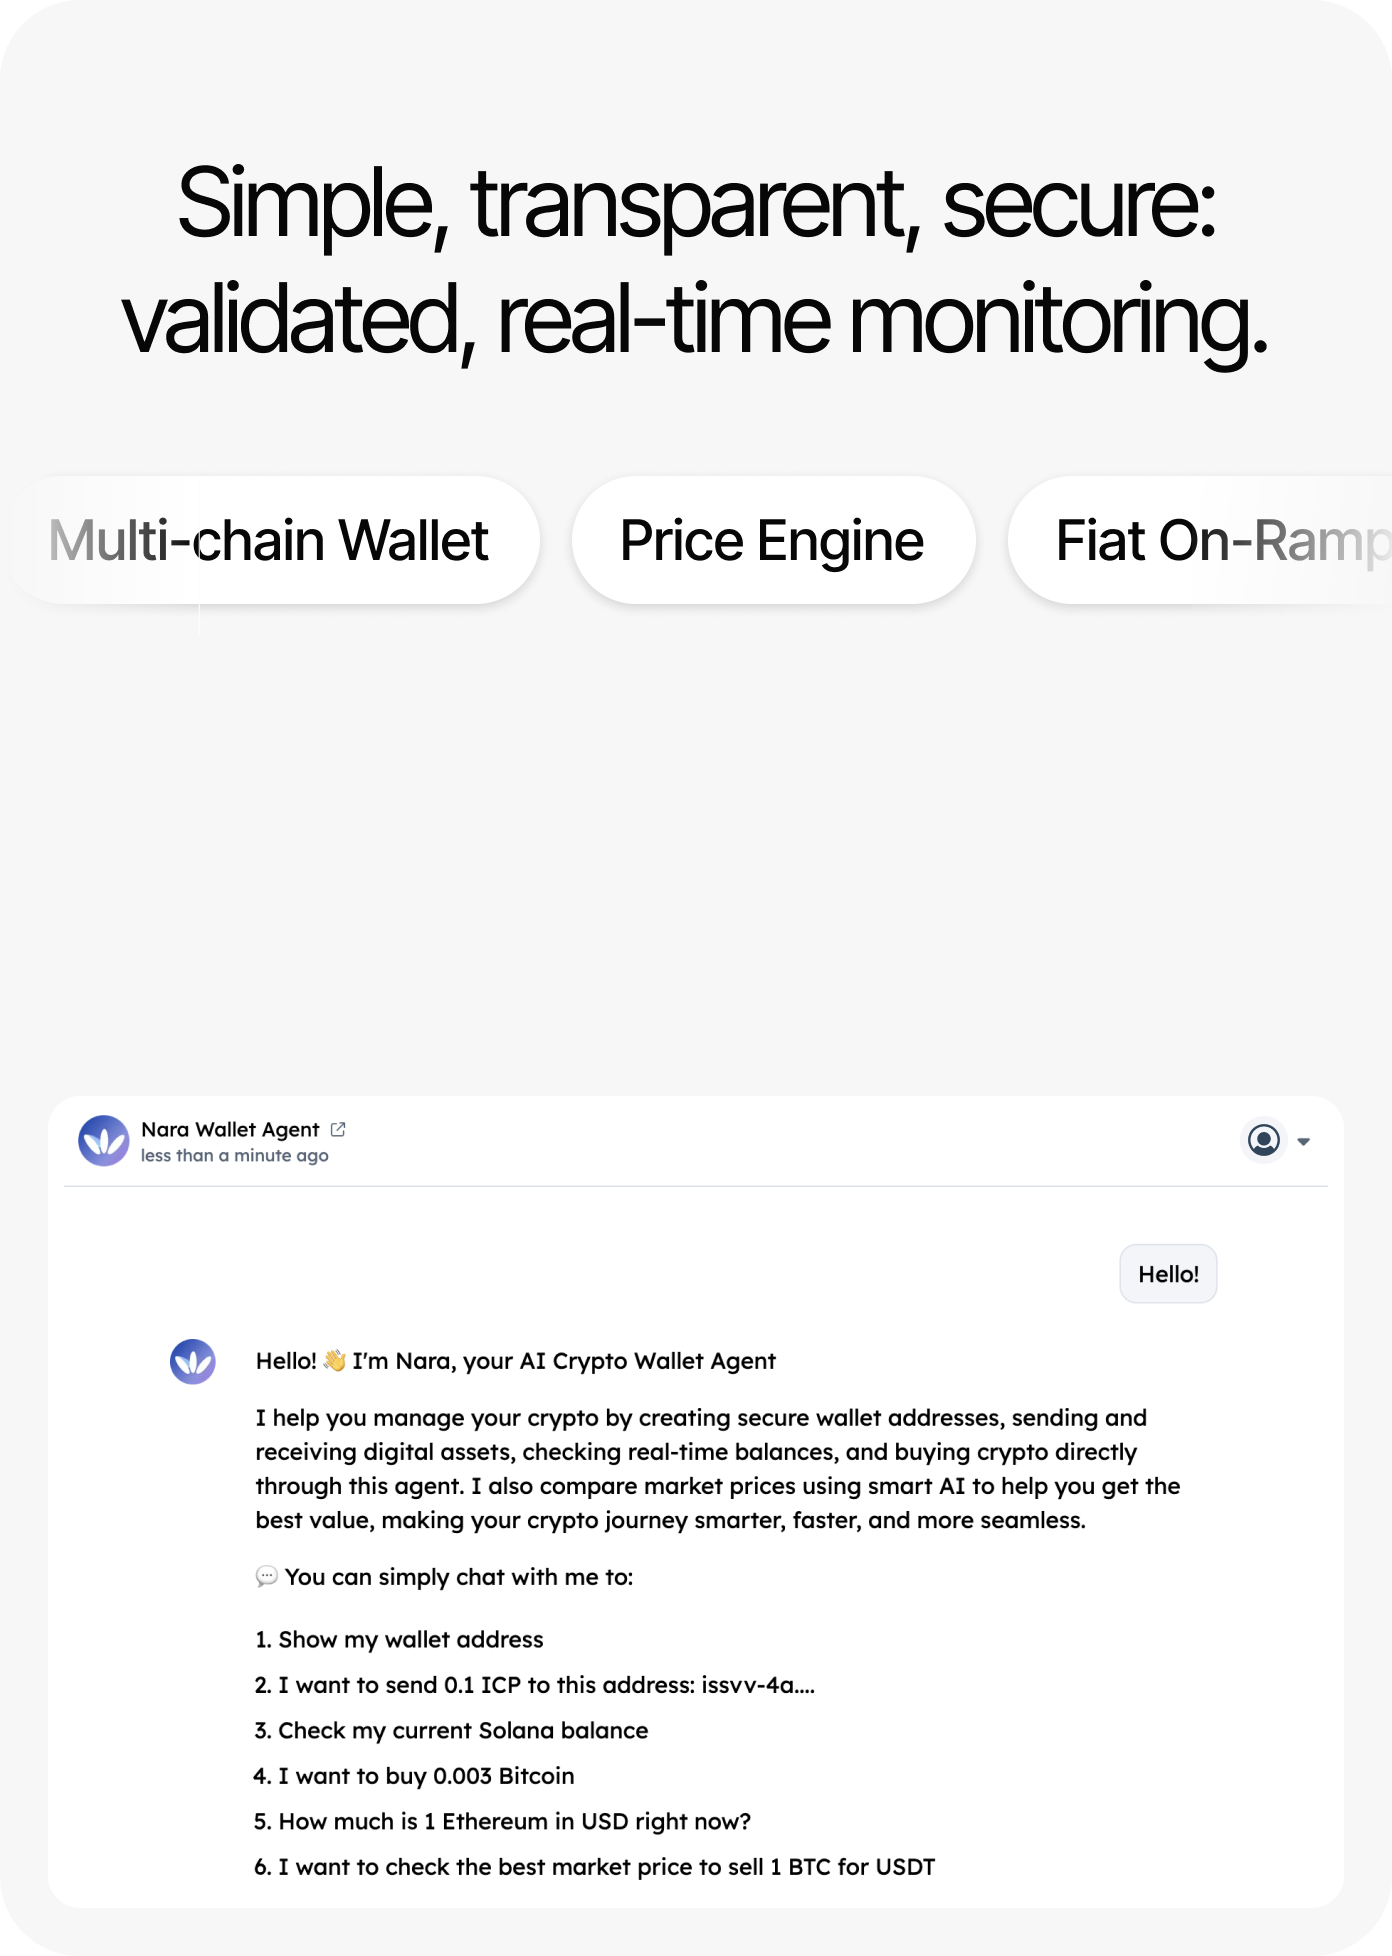 Simple, transparent, secure:
validated, real-time monitoring.
Multi-chain Wallet
Price Engine
Fiat On-Ramp
Nara Wallet Agent
less than a minute ago
Hello!
Hello! 👋 I'm Nara, your AI Crypto Wallet Agent
I help you manage your crypto by creating secure wallet addresses, sending and
receiving digital assets, checking real-time balances, and buying crypto directly
through this agent. I also compare market prices using smart AI to help you get the
best value, making your crypto journey smarter, faster, and more seamless.
💬 You can simply chat with me to:
1. Show my wallet address
2. I want to send 0.1 ICP to this address: issvv-4a....
3. Check my current Solana balance
4. I want to buy 0.003 Bitcoin
5. How much is 1 Ethereum in USD right now?
6. I want to check the best market price to sell 1 BTC for USDT